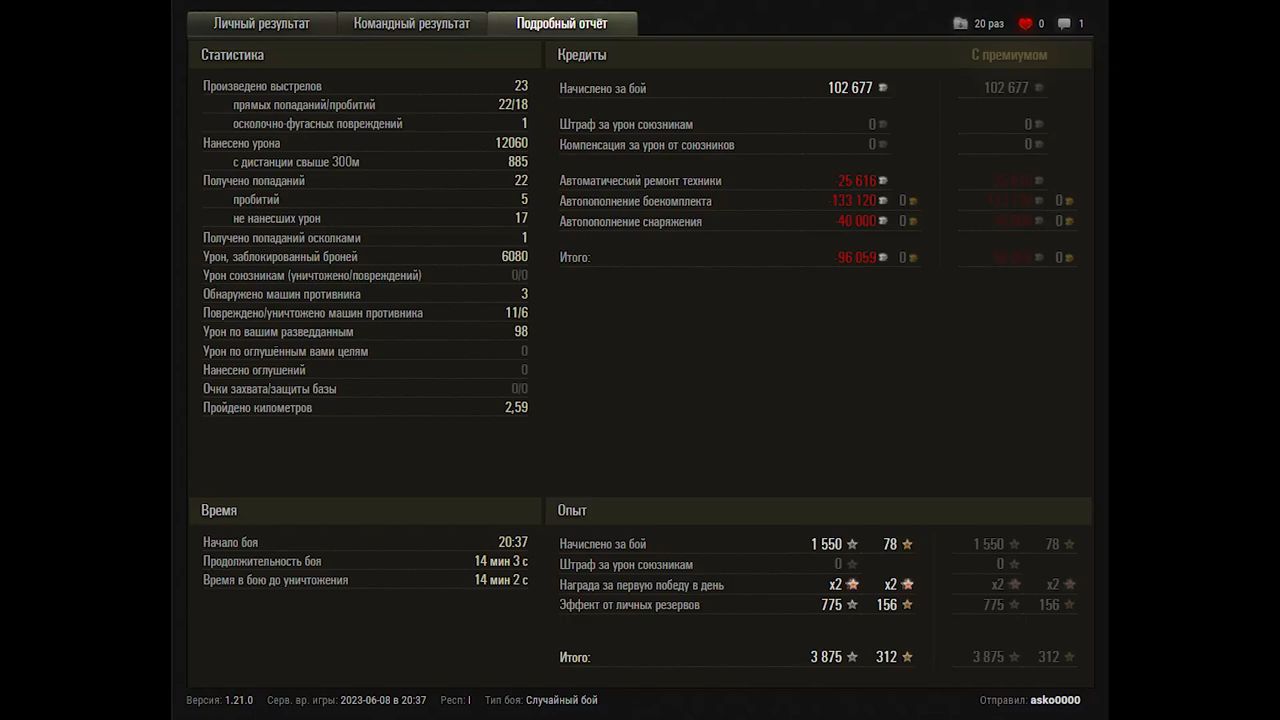 Личный результат Командный результат Подробный отчёт 20 раз 0 1
Статистика
Произведено выстрелов 23
прямых попаданий/пробитий 22/18
осколочно-фугасных повреждений 1
Нанесено урона 12060
с дистанции свыше 300м 885
Получено попаданий 22
пробитий 5
не нанесших урон 17
Получено попаданий осколками 1
Урон, заблокированный броней 6080
Урон союзникам (уничтожено/повреждений) 0/0
Обнаружено машин противника 3
Повреждено/уничтожено машин противника 11/6
Урон по вашим разведданным 98
Урон по оглушённым вами целям 0
Нанесено оглушений 0
Очки захвата/защиты базы 0/0
Пройдено километров 2,59
Кредиты С премиумом
Начислено за бой 102 677 102 677
Штраф за урон союзникам 0 0
Компенсация за урон от союзников 0 0
Автоматический ремонт техники -25 616
Автопополнение боекомплекта -133 120 0 0
Автопополнение снаряжения -40 000 0 0
Итого: -96 059 0 0
Время
Начало боя 20:37
Продолжительность боя 14 мин 3 с
Время в бою до уничтожения 14 мин 2 с
Опыт
Начислено за бой 1 550 78 1 550 78
Штраф за урон союзникам 0 0
Награда за первую победу в день x2 x2 x2 x2
Эффект от личных резервов 775 156 775 156
Итого: 3 875 312 3 875 312
Версия: 1.21.0 Серв. вр. игры: 2023-06-08 в 20:37 Респ: I Тип боя: Случайный бой Отправил: asko0000